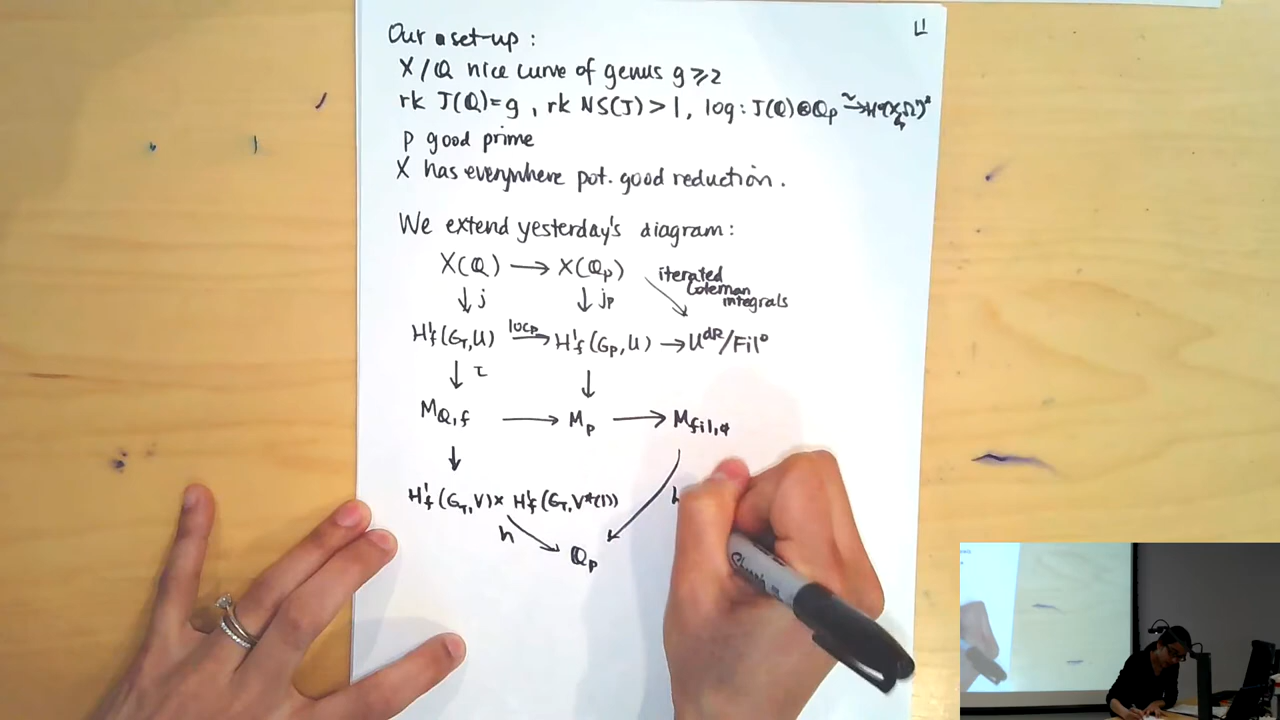 Our set-up:
X/ℚ nice curve of genus g ⩾ 2
rk J(ℚ) = g , rk NS(J) > 1, log: J(ℚ)⊗ℚp ⥲ H⁰(X, Ω¹)*
p good prime
X has everywhere pot. good reduction.
We extend yesterday's diagram:
X(ℚ) → X(ℚp) iterated Coleman integrals
↓ j ↓ jp ↘
H¹f(GT, U) locp → H¹f(Gp, U) → U^dR/Fil⁰
↓ τ ↓
Mℚ,f → Mp → Mfil,φ
↓
H¹f(GT, V) × H¹f(GT, V*(1))
h ↘ ↙
ℚp